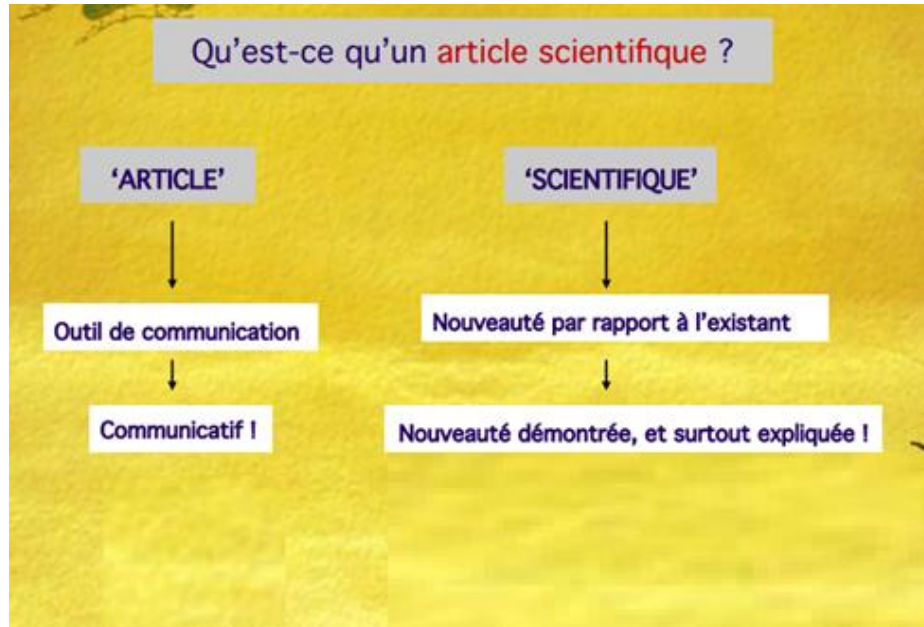 Qu’est-ce qu’un article scientifique ?
‘ARTICLE’
Outil de communication
Communicatif !
‘SCIENTIFIQUE’
Nouveauté par rapport à l’existant
Nouveauté démontrée, et surtout expliquée !